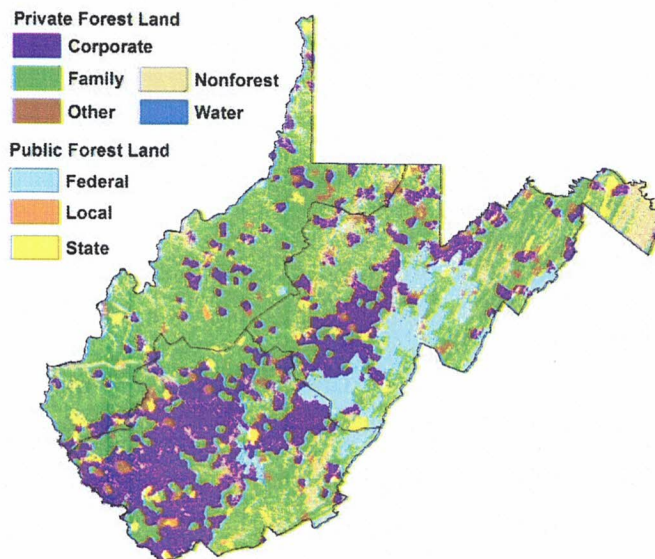 Private Forest Land
Corporate
Family
Nonforest
Other
Water
Public Forest Land
Federal
Local
State